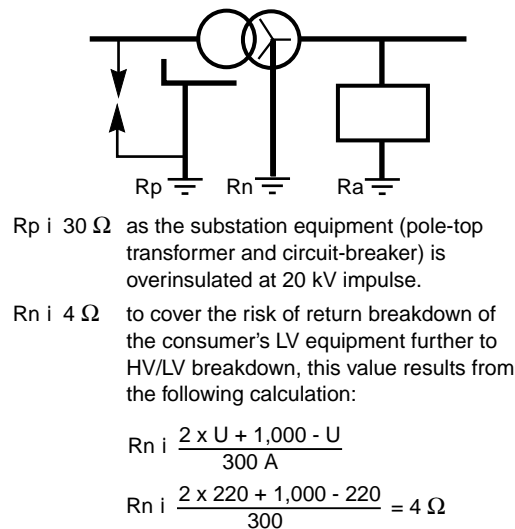 Rp Rn Ra
Rp i 30 Ω as the substation equipment (pole-top
transformer and circuit-breaker) is
overinsulated at 20 kV impulse.
Rn i 4 Ω to cover the risk of return breakdown of
the consumer's LV equipment further to
HV/LV breakdown, this value results from
the following calculation:
Rn i 2 x U + 1,000 - U
300 A
Rn i 2 x 220 + 1,000 - 220 = 4 Ω
300